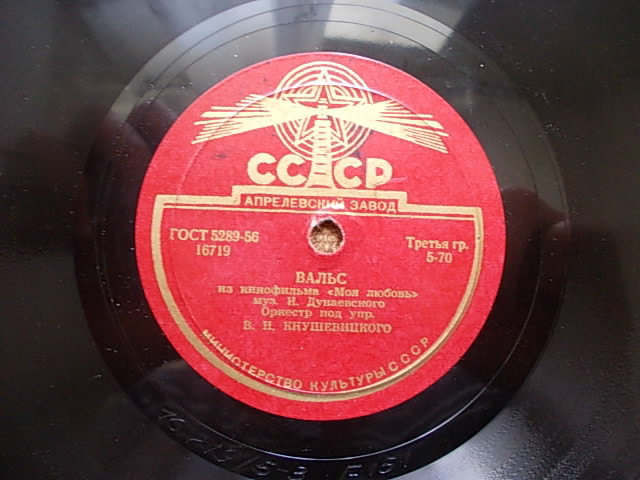 СССР
АПРЕЛЕВСКИЙ ЗАВОД
ГОСТ 5289-56
16719
Третья гр.
5-70
ВАЛЬС
из кинофильма «Моя любовь»
муз. И. Дунаевского
Оркестр под упр.
В. Н. КНУШЕВИЦКОГО
МИНИСТЕРСТВО КУЛЬТУРЫ СССР